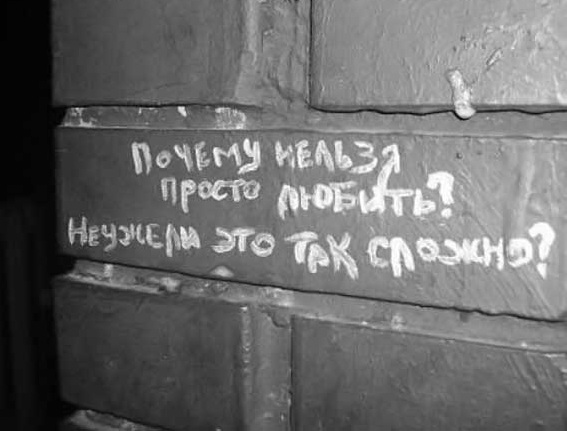 Почему нельзя
просто любить?
Неужели это так сложно?